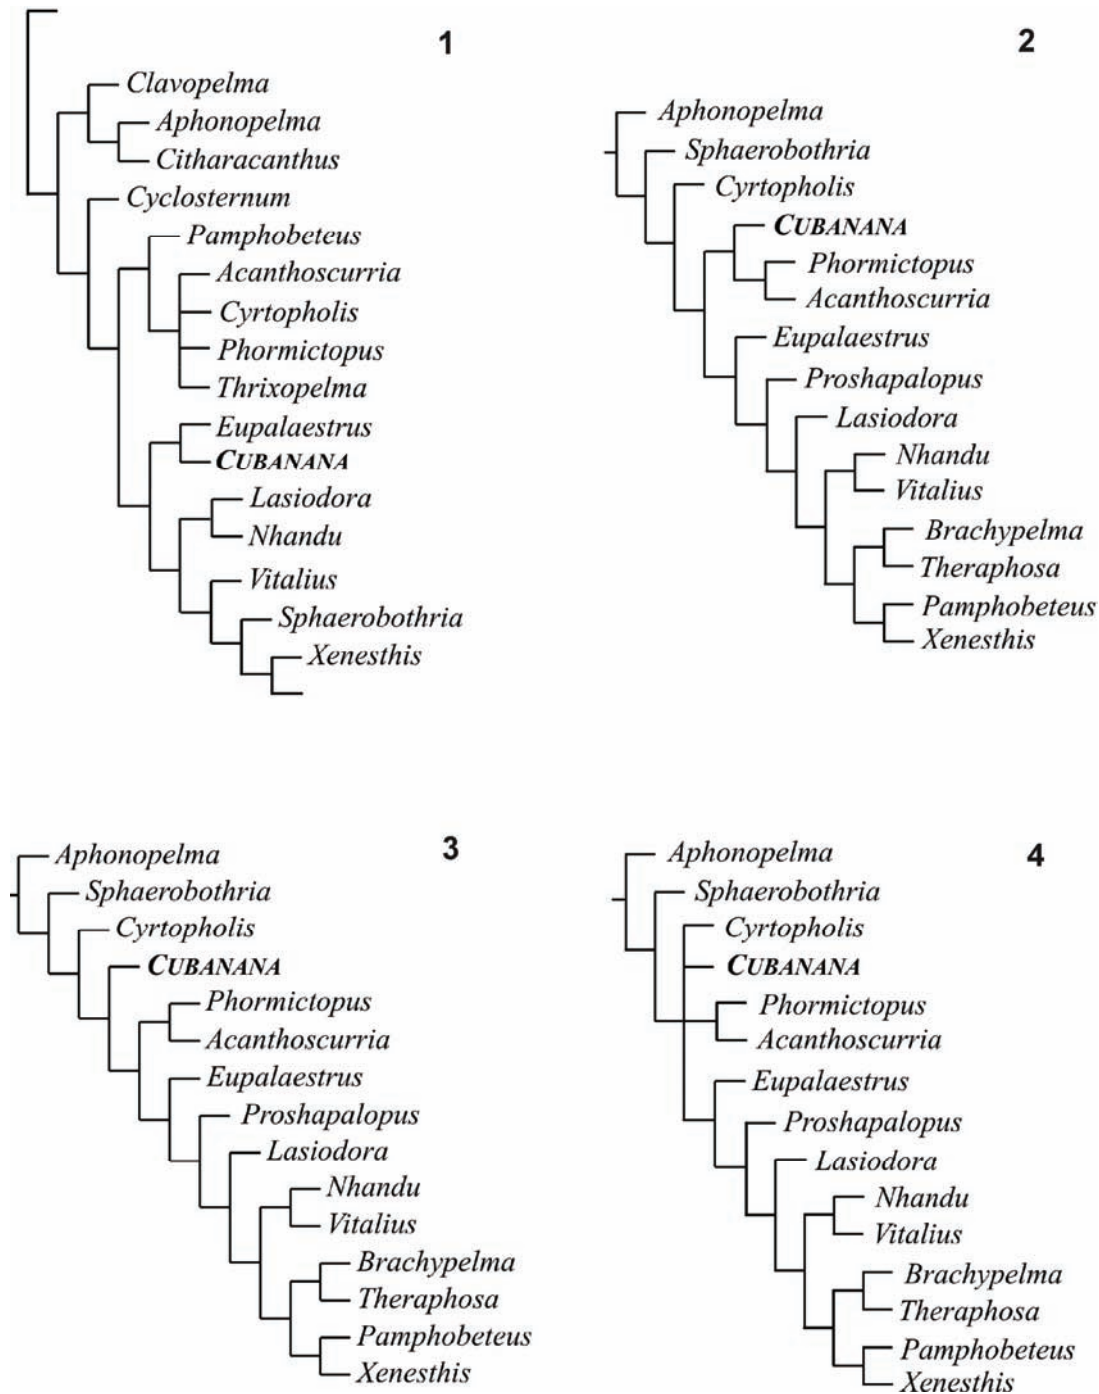 1
Clavopelma
Aphonopelma
Citharacanthus
Cyclosternum
Pamphobeteus
Acanthoscurria
Cyrtopholis
Phormictopus
Thrixopelma
Eupalaestrus
CUBANANA
Lasiodora
Nhandu
Vitalius
Sphaerobothria
Xenesthis
2
Aphonopelma
Sphaerobothria
Cyrtopholis
CUBANANA
Phormictopus
Acanthoscurria
Eupalaestrus
Proshapalopus
Lasiodora
Nhandu
Vitalius
Brachypelma
Theraphosa
Pamphobeteus
Xenesthis
3
Aphonopelma
Sphaerobothria
Cyrtopholis
CUBANANA
Phormictopus
Acanthoscurria
Eupalaestrus
Proshapalopus
Lasiodora
Nhandu
Vitalius
Brachypelma
Theraphosa
Pamphobeteus
Xenesthis
4
Aphonopelma
Sphaerobothria
Cyrtopholis
CUBANANA
Phormictopus
Acanthoscurria
Eupalaestrus
Proshapalopus
Lasiodora
Nhandu
Vitalius
Brachypelma
Theraphosa
Pamphobeteus
Xenesthis